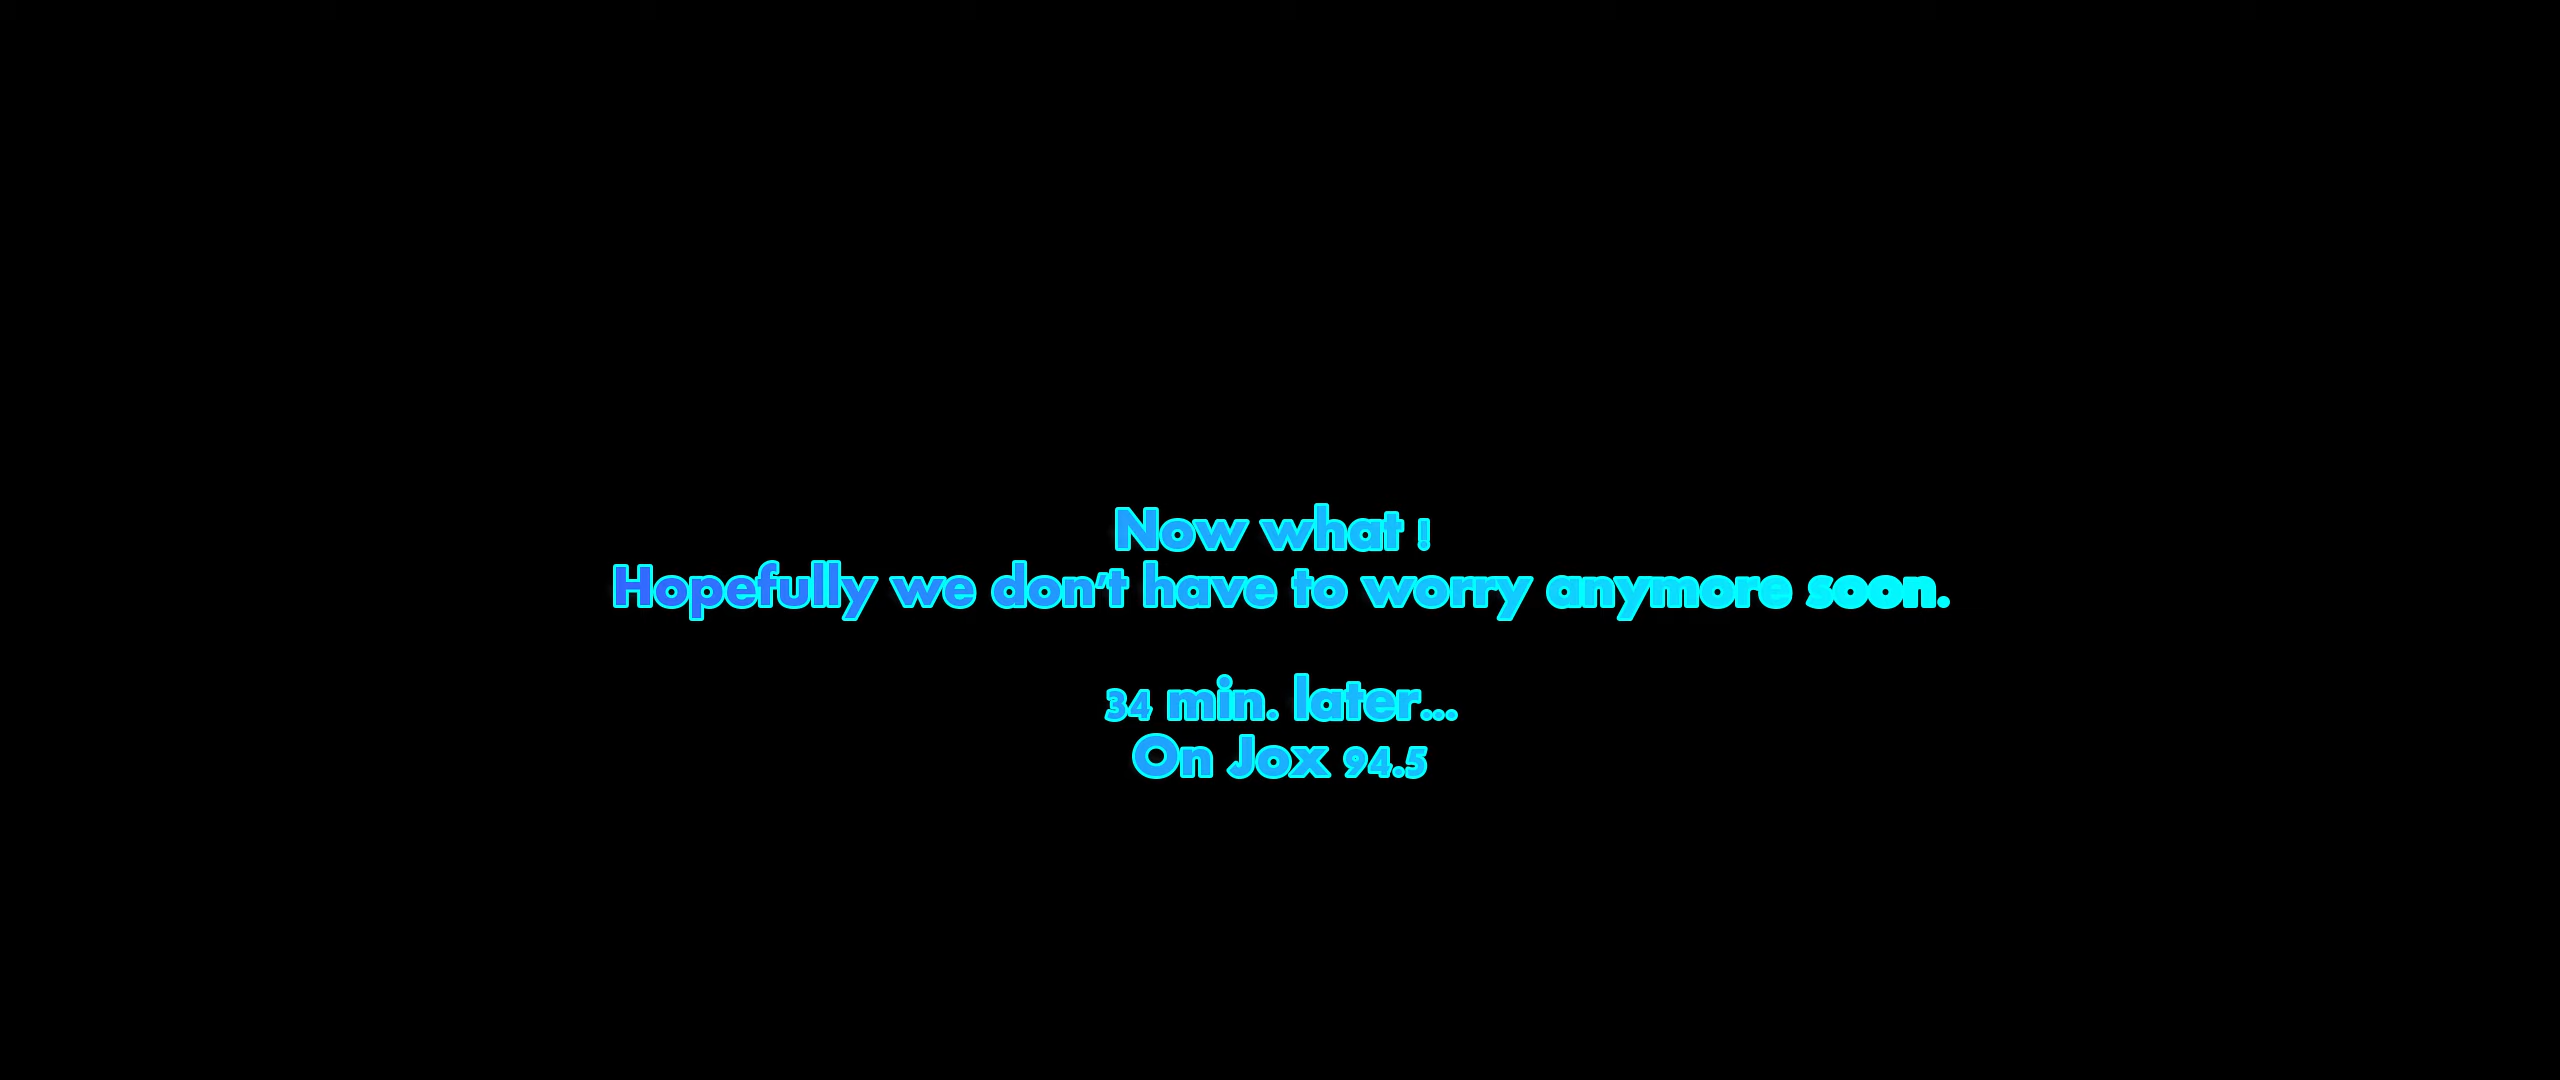 Now what !
Hopefully we don't have to worry anymore soon.
34 min. later...
On Jox 94.5